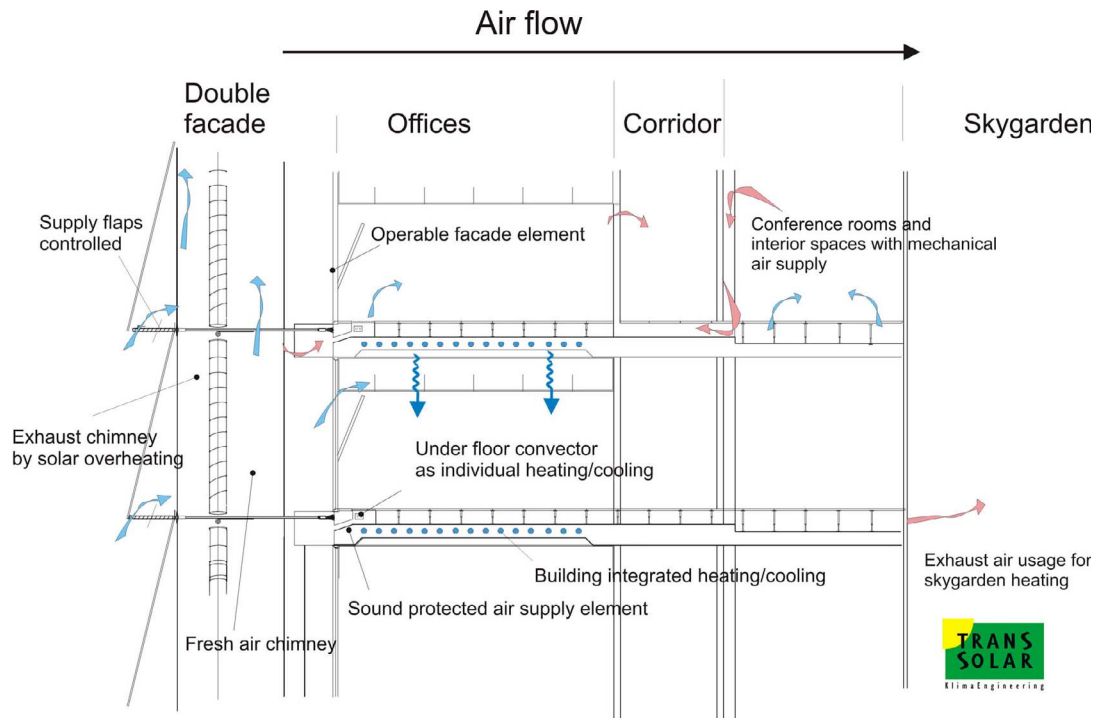 Air flow
Double
facade
Offices
Corridor
Skygarden
Supply flaps
controlled
Operable facade element
Conference rooms and
interior spaces with mechanical
air supply
Exhaust chimney
by solar overheating
Under floor convector
as individual heating/cooling
Building integrated heating/cooling
Sound protected air supply element
Fresh air chimney
Exhaust air usage for
skygarden heating
TRANS
SOLAR
KlimaEngineering